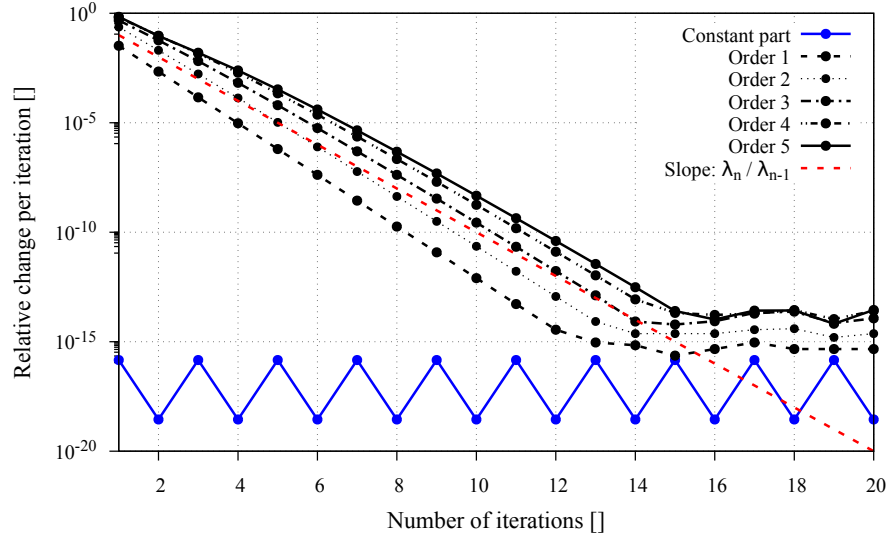 10^0
10^-5
10^-10
10^-15
10^-20
Relative change per iteration []
Constant part
Order 1
Order 2
Order 3
Order 4
Order 5
Slope: λ_n / λ_n-1
2 4 6 8 10 12 14 16 18 20
Number of iterations []